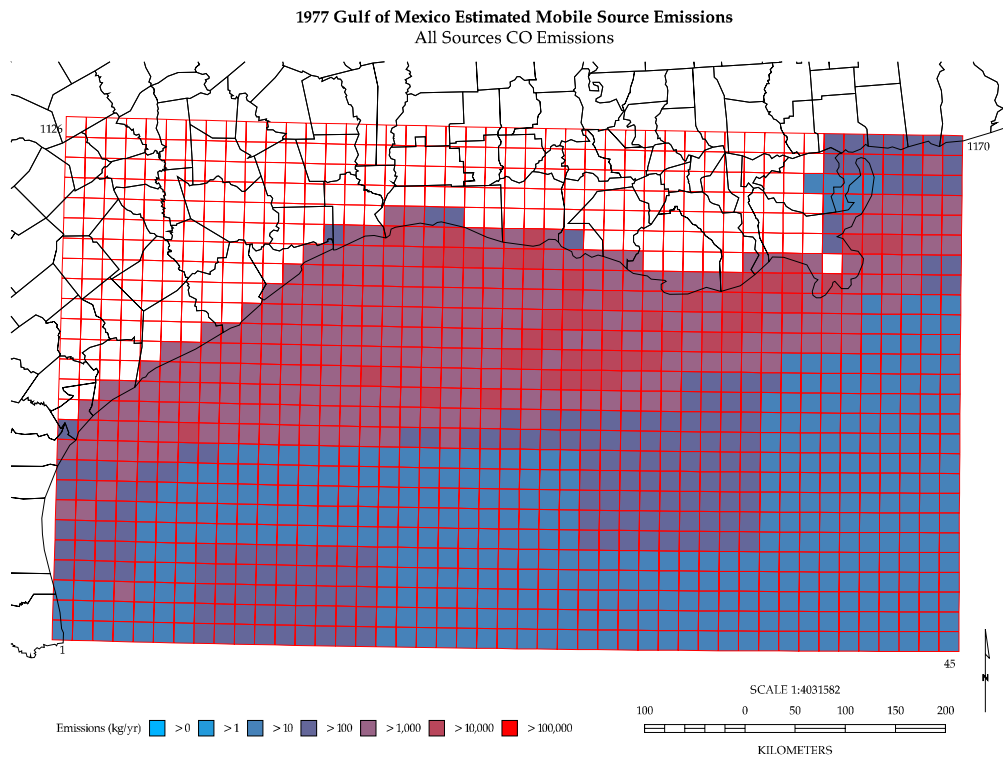 1977 Gulf of Mexico Estimated Mobile Source Emissions
All Sources CO Emissions
1126
1170
1
45
N
SCALE 1:4031582
Emissions (kg/yr) > 0 > 1 > 10 > 100 > 1,000 > 10,000 > 100,000
100 0 50 100 150 200
KILOMETERS